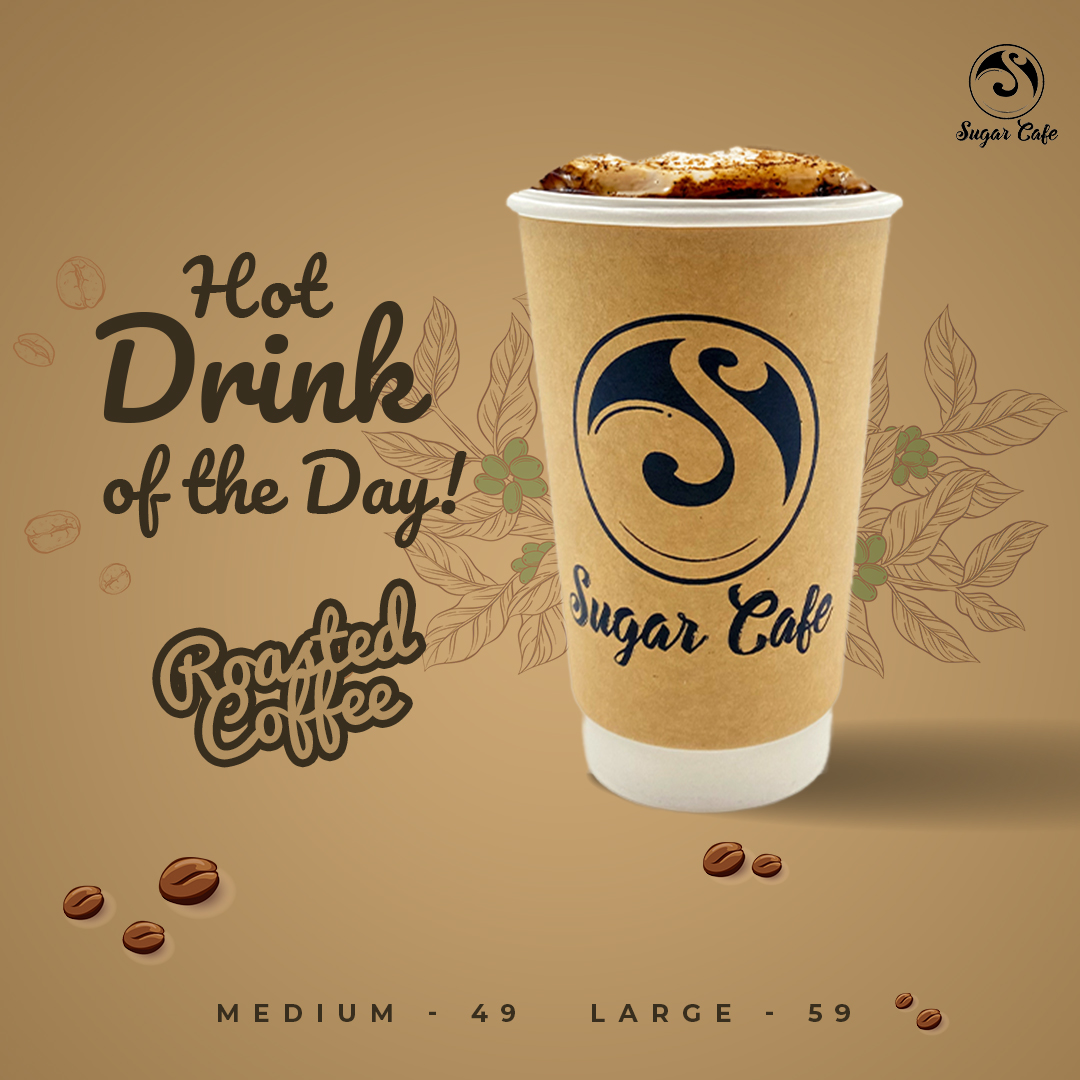 Sugar Cafe
Hot
Drink
of the Day!
Roasted
Coffee
Sugar Cafe
MEDIUM - 49 LARGE - 59